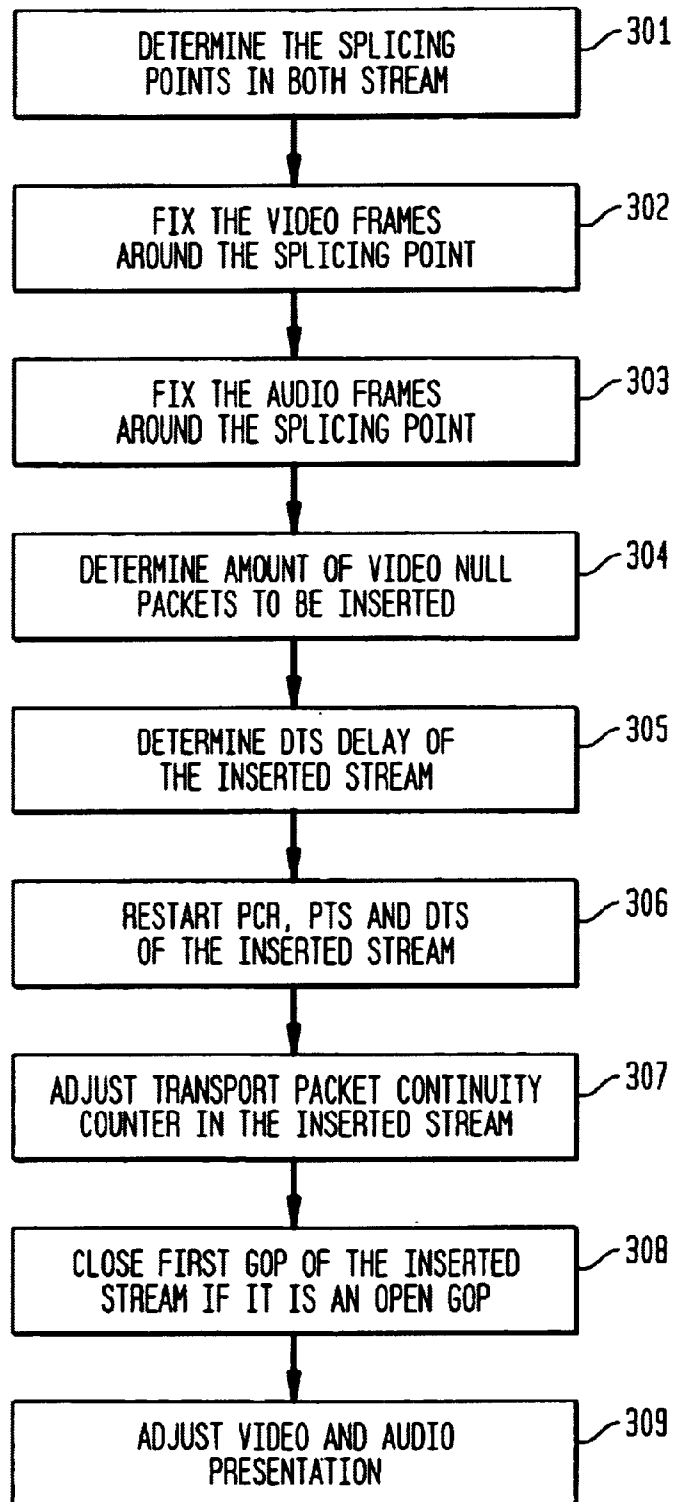 DETERMINE THE SPLICING
POINTS IN BOTH STREAM
301
FIX THE VIDEO FRAMES
AROUND THE SPLICING POINT
302
FIX THE AUDIO FRAMES
AROUND THE SPLICING POINT
303
DETERMINE AMOUNT OF VIDEO NULL
PACKETS TO BE INSERTED
304
DETERMINE DTS DELAY OF
THE INSERTED STREAM
305
RESTART PCR, PTS AND DTS
OF THE INSERTED STREAM
306
ADJUST TRANSPORT PACKET CONTINUITY
COUNTER IN THE INSERTED STREAM
307
CLOSE FIRST GOP OF THE INSERTED
STREAM IF IT IS AN OPEN GOP
308
ADJUST VIDEO AND AUDIO
PRESENTATION
309